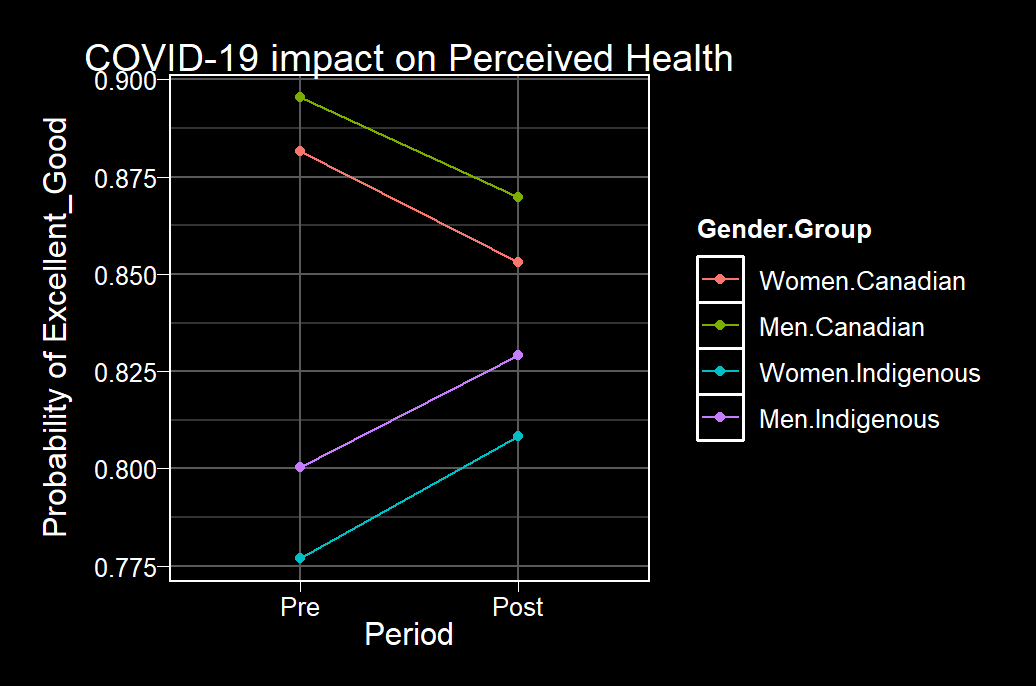 COVID-19 impact on Perceived Health
Probability of Excellent_Good
0.900
0.875
0.850
0.825
0.800
0.775
Pre
Post
Period
Gender.Group
Women.Canadian
Men.Canadian
Women.Indigenous
Men.Indigenous